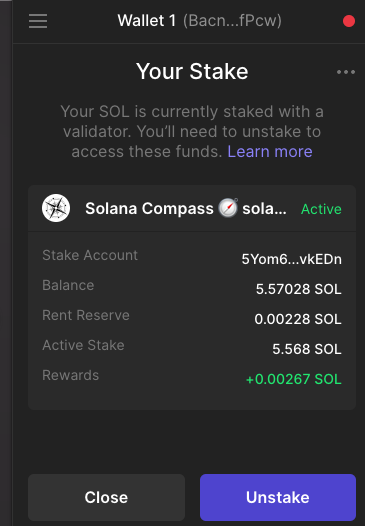 Wallet 1 (Bacn...fPcw)
Your Stake
Your SOL is currently staked with a
validator. You'll need to unstake to
access these funds. Learn more
Solana Compass 🧭 sola... Active
Stake Account 5Yom6...vkEDn
Balance 5.57028 SOL
Rent Reserve 0.00228 SOL
Active Stake 5.568 SOL
Rewards +0.00267 SOL
Close Unstake